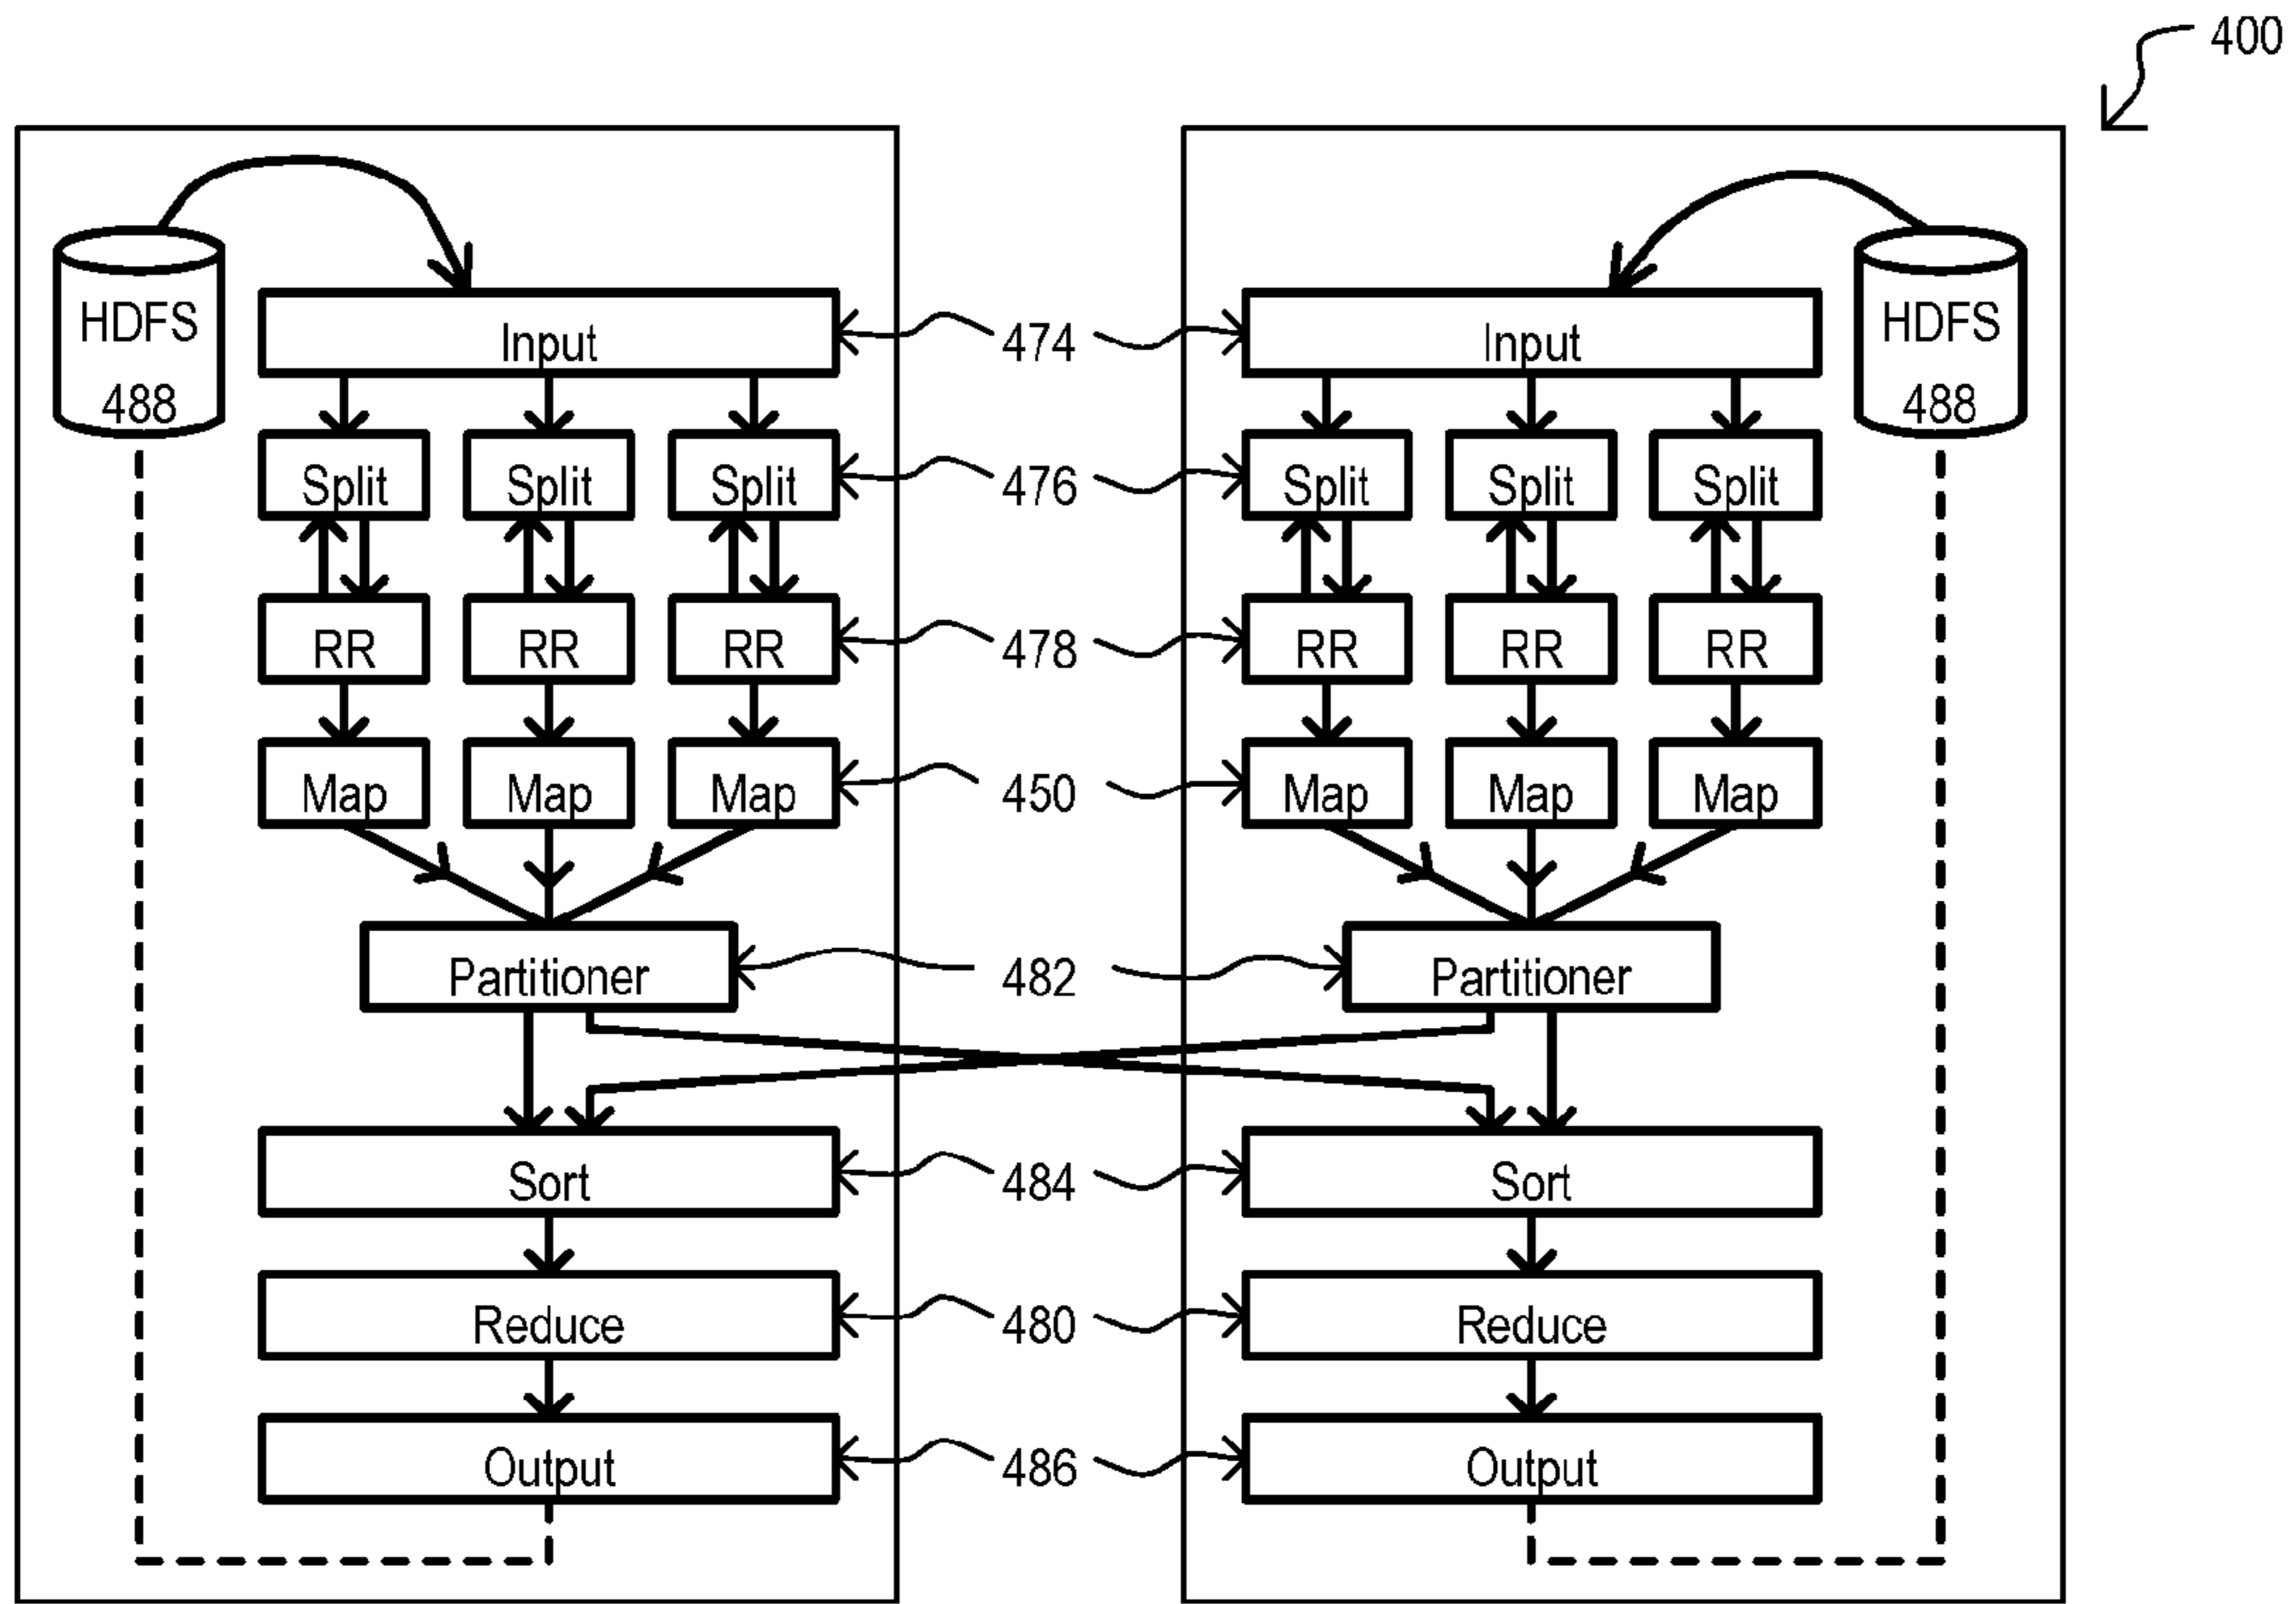 400
HDFS
488
Input
474
Input
HDFS
488
Split Split Split
476
Split Split Split
RR RR RR
478
RR RR RR
Map Map Map
450
Map Map Map
Partitioner
482
Partitioner
Sort
484
Sort
Reduce
480
Reduce
Output
486
Output